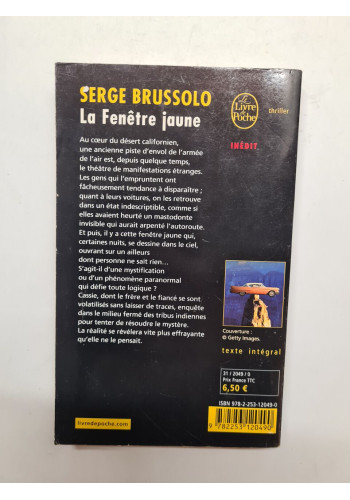 SERGE BRUSSOLO
La Fenêtre jaune
Le
Livre
de
Poche
thriller
INÉDIT
Au cœur du désert californien,
une ancienne piste d'envol de l'armée
de l'air est, depuis quelque temps,
le théâtre de manifestations étranges.
Les gens qui l'empruntent ont
fâcheusement tendance à disparaître ;
quant à leurs voitures, on les retrouve
dans un état indescriptible, comme si
elles avaient heurté un mastodonte
invisible qui aurait arpenté l'autoroute.
Et puis, il y a cette fenêtre jaune qui,
certaines nuits, se dessine dans le ciel,
ouvrant sur un ailleurs
dont personne ne sait rien...
S'agit-il d'une mystification
ou d'un phénomène paranormal
qui défie toute logique ?
Cassie, dont le frère et le fiancé se sont
volatilisés sans laisser de traces, enquête
dans le milieu fermé des tribus indiennes
pour tenter de résoudre le mystère.
La réalité se révélera vite plus effrayante
qu'elle ne le pensait.
Couverture :
© Getty Images.
texte intégral
31 / 2049 / 0
Prix France TTC
6,50 €
ISBN 978-2-253-12049-0
9 782253 120490
livredepoche.com